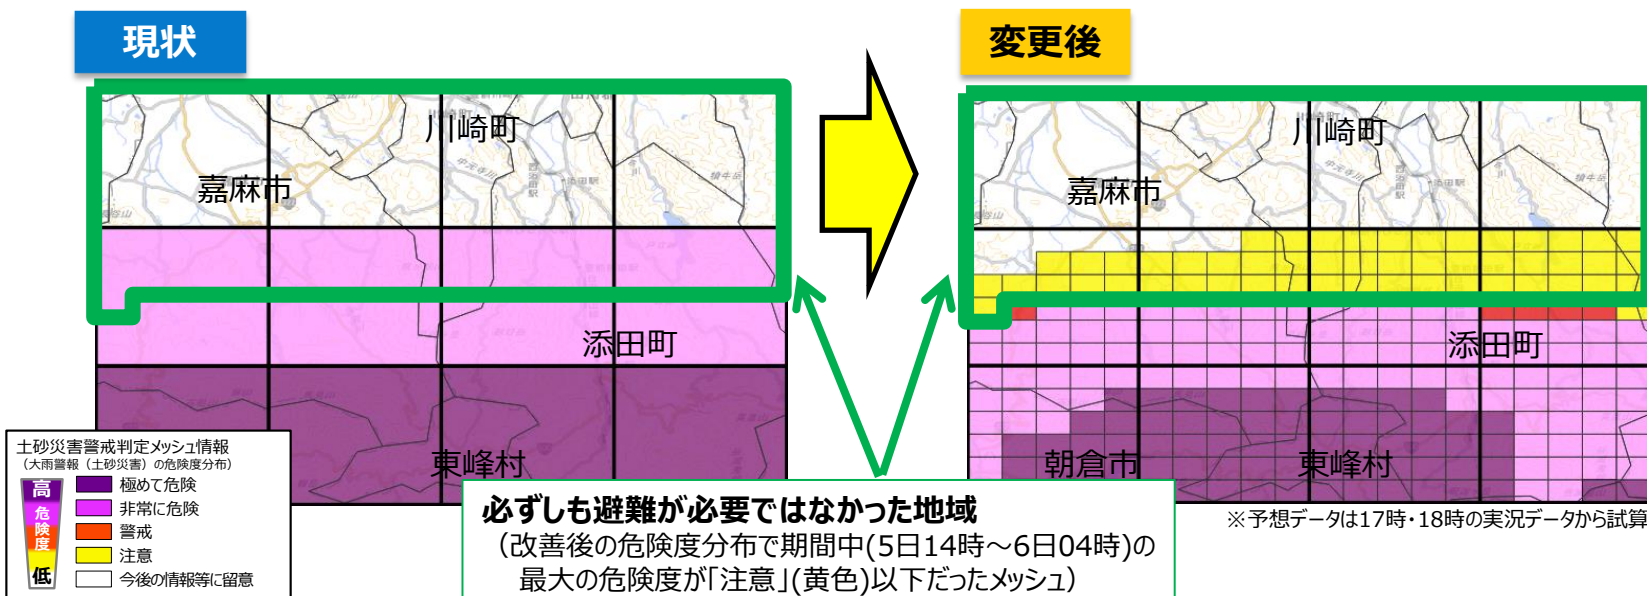 現状
変更後
川崎町
嘉麻市
添田町
東峰村
川崎町
嘉麻市
添田町
朝倉市
東峰村
土砂災害警戒判定メッシュ情報
（大雨警報（土砂災害）の危険度分布）
高
危険度
低
極めて危険
非常に危険
警戒
注意
今後の情報等に留意
必ずしも避難が必要ではなかった地域
（改善後の危険度分布で期間中(5日14時～6日04時)の
最大の危険度が「注意」(黄色)以下だったメッシュ）
※予想データは17時・18時の実況データから試算